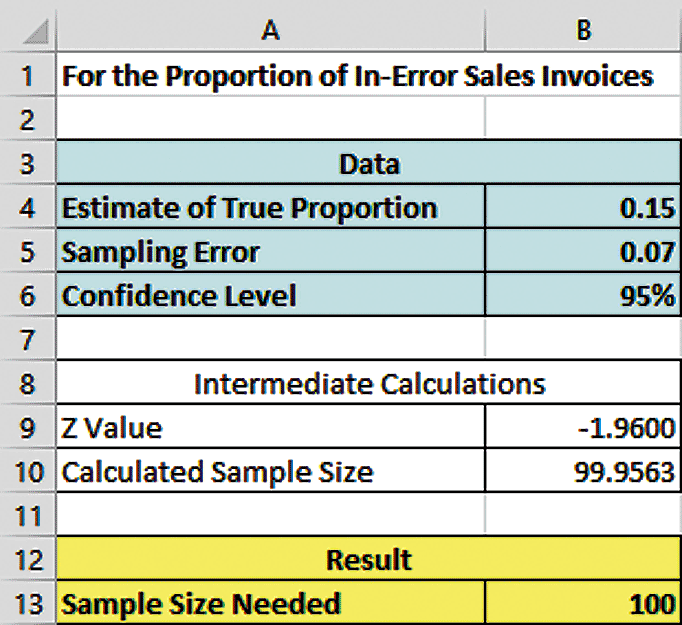 A B
1 For the Proportion of In-Error Sales Invoices
2
3 Data
4 Estimate of True Proportion 0.15
5 Sampling Error 0.07
6 Confidence Level 95%
7
8 Intermediate Calculations
9 Z Value -1.9600
10 Calculated Sample Size 99.9563
11
12 Result
13 Sample Size Needed 100